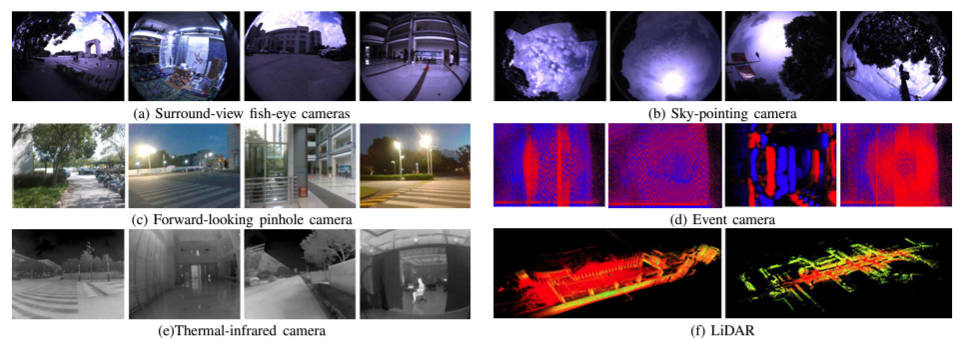 (a) Surround-view fish-eye cameras
(b) Sky-pointing camera
(c) Forward-looking pinhole camera
(d) Event camera
(e)Thermal-infrared camera
(f) LiDAR